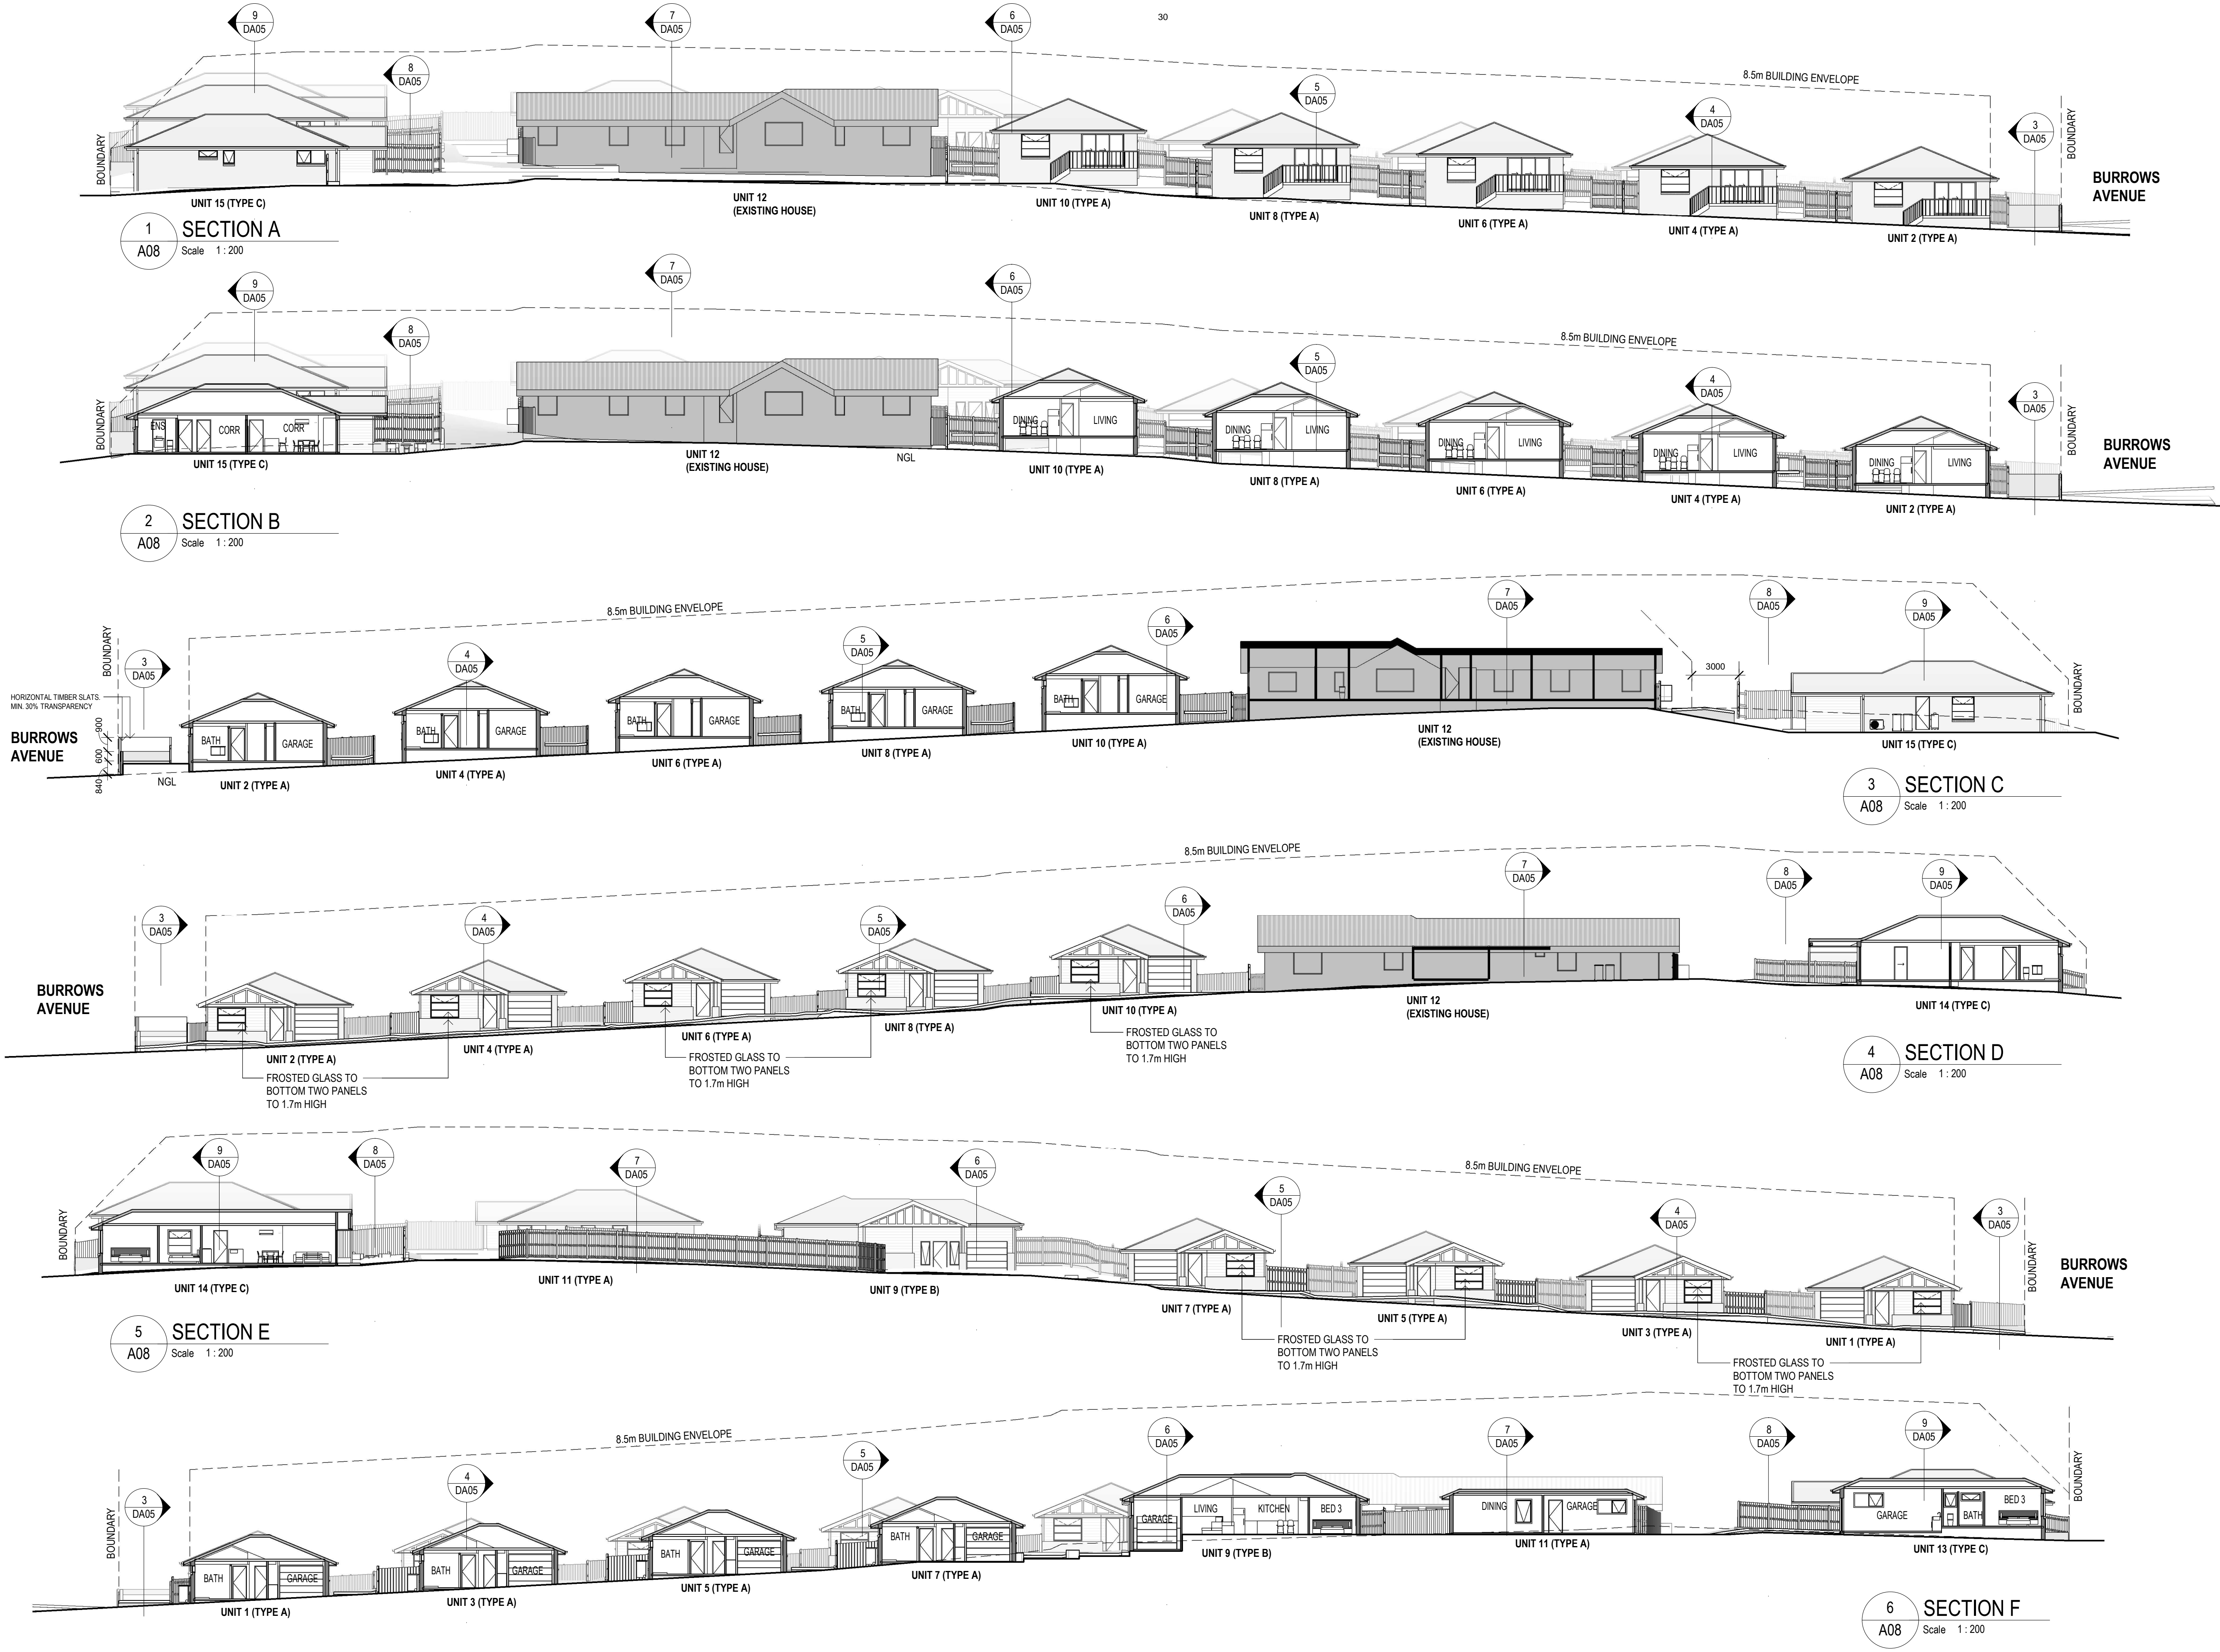 30
9
DA05
7
DA05
6
DA05
8
DA05
5
DA05
4
DA05
3
DA05
8.5m BUILDING ENVELOPE
BOUNDARY
BOUNDARY
BURROWS
AVENUE
UNIT 15 (TYPE C)
UNIT 12
(EXISTING HOUSE)
UNIT 10 (TYPE A)
UNIT 8 (TYPE A)
UNIT 6 (TYPE A)
UNIT 4 (TYPE A)
UNIT 2 (TYPE A)
1
A08
SECTION A
Scale 1 : 200
9
DA05
7
DA05
6
DA05
8
DA05
5
DA05
4
DA05
3
DA05
8.5m BUILDING ENVELOPE
BOUNDARY
BOUNDARY
ENS
CORR
CORR
DINING
LIVING
DINING
LIVING
DINING
LIVING
DINING
LIVING
DINING
LIVING
BURROWS
AVENUE
UNIT 15 (TYPE C)
UNIT 12
(EXISTING HOUSE)
NGL
UNIT 10 (TYPE A)
UNIT 8 (TYPE A)
UNIT 6 (TYPE A)
UNIT 4 (TYPE A)
UNIT 2 (TYPE A)
2
A08
SECTION B
Scale 1 : 200
8.5m BUILDING ENVELOPE
3
DA05
4
DA05
5
DA05
6
DA05
7
DA05
8
DA05
9
DA05
BOUNDARY
BOUNDARY
HORIZONTAL TIMBER SLATS.
MIN. 30% TRANSPARENCY
900
600
840
3000
BURROWS
AVENUE
NGL
BATH
GARAGE
BATH
GARAGE
BATH
GARAGE
BATH
GARAGE
BATH
GARAGE
UNIT 2 (TYPE A)
UNIT 4 (TYPE A)
UNIT 6 (TYPE A)
UNIT 8 (TYPE A)
UNIT 10 (TYPE A)
UNIT 12
(EXISTING HOUSE)
UNIT 15 (TYPE C)
3
A08
SECTION C
Scale 1 : 200
8.5m BUILDING ENVELOPE
3
DA05
4
DA05
5
DA05
6
DA05
7
DA05
8
DA05
9
DA05
BURROWS
AVENUE
UNIT 2 (TYPE A)
UNIT 4 (TYPE A)
UNIT 6 (TYPE A)
UNIT 8 (TYPE A)
UNIT 10 (TYPE A)
UNIT 12
(EXISTING HOUSE)
UNIT 14 (TYPE C)
FROSTED GLASS TO
BOTTOM TWO PANELS
TO 1.7m HIGH
FROSTED GLASS TO
BOTTOM TWO PANELS
TO 1.7m HIGH
FROSTED GLASS TO
BOTTOM TWO PANELS
TO 1.7m HIGH
4
A08
SECTION D
Scale 1 : 200
9
DA05
8
DA05
7
DA05
6
DA05
5
DA05
4
DA05
3
DA05
8.5m BUILDING ENVELOPE
BOUNDARY
BOUNDARY
BURROWS
AVENUE
UNIT 14 (TYPE C)
UNIT 11 (TYPE A)
UNIT 9 (TYPE B)
UNIT 7 (TYPE A)
UNIT 5 (TYPE A)
UNIT 3 (TYPE A)
UNIT 1 (TYPE A)
FROSTED GLASS TO
BOTTOM TWO PANELS
TO 1.7m HIGH
FROSTED GLASS TO
BOTTOM TWO PANELS
TO 1.7m HIGH
5
A08
SECTION E
Scale 1 : 200
8.5m BUILDING ENVELOPE
3
DA05
4
DA05
5
DA05
6
DA05
7
DA05
8
DA05
9
DA05
BOUNDARY
BOUNDARY
BATH
GARAGE
BATH
GARAGE
BATH
GARAGE
BATH
GARAGE
GARAGE
LIVING
KITCHEN
BED 3
DINING
GARAGE
GARAGE
BATH
BED 3
UNIT 1 (TYPE A)
UNIT 3 (TYPE A)
UNIT 5 (TYPE A)
UNIT 7 (TYPE A)
UNIT 9 (TYPE B)
UNIT 11 (TYPE A)
UNIT 13 (TYPE C)
6
A08
SECTION F
Scale 1 : 200